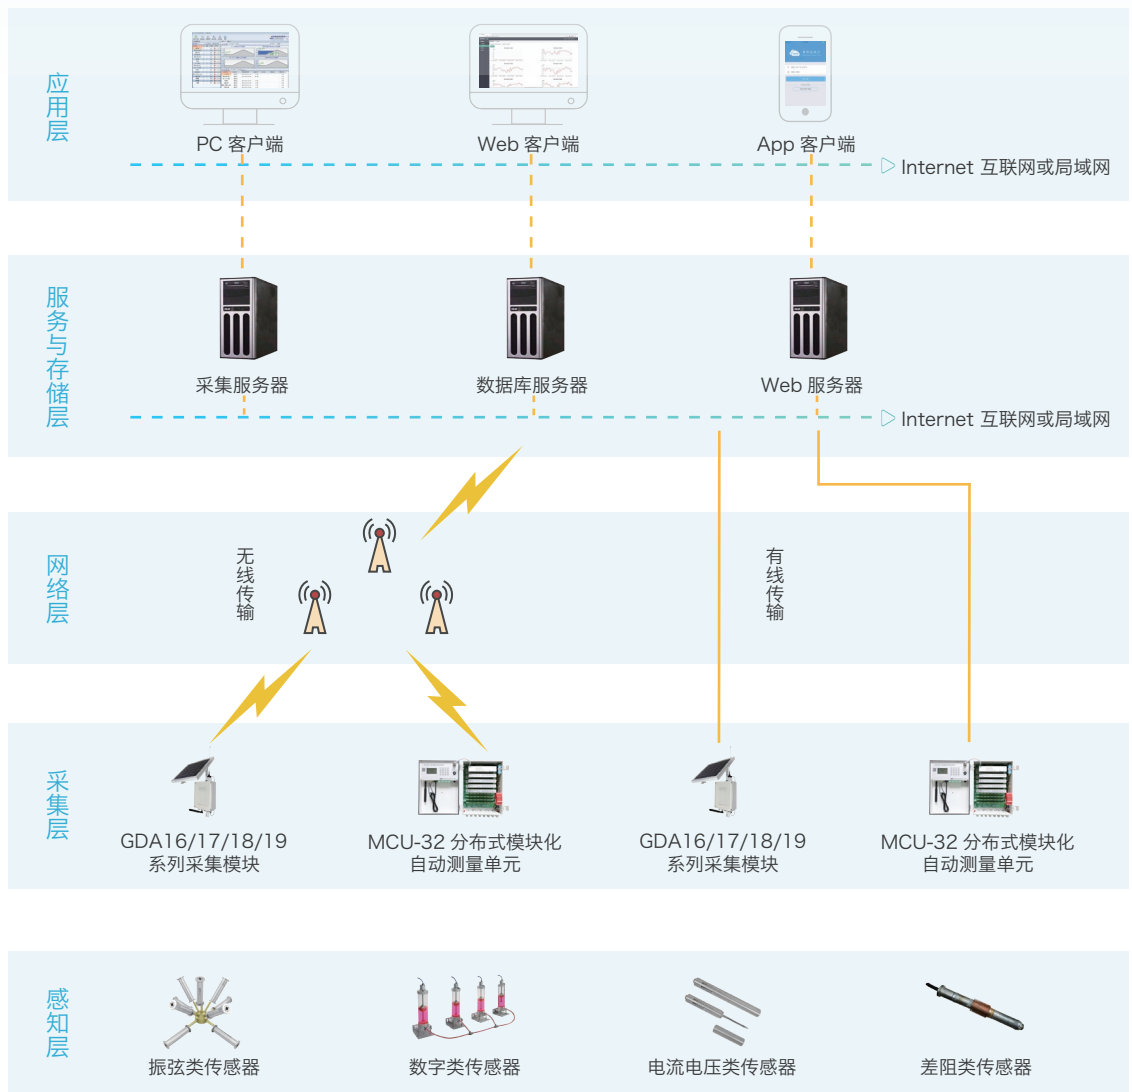 应用层
PC 客户端
Web 客户端
App 客户端
Internet 互联网或局域网
服务与存储层
采集服务器
数据库服务器
Web 服务器
Internet 互联网或局域网
网络层
无线传输
有线传输
采集层
GDA16/17/18/19
系列采集模块
MCU-32 分布式模块化
自动测量单元
GDA16/17/18/19
系列采集模块
MCU-32 分布式模块化
自动测量单元
感知层
振弦类传感器
数字类传感器
电流电压类传感器
差阻类传感器